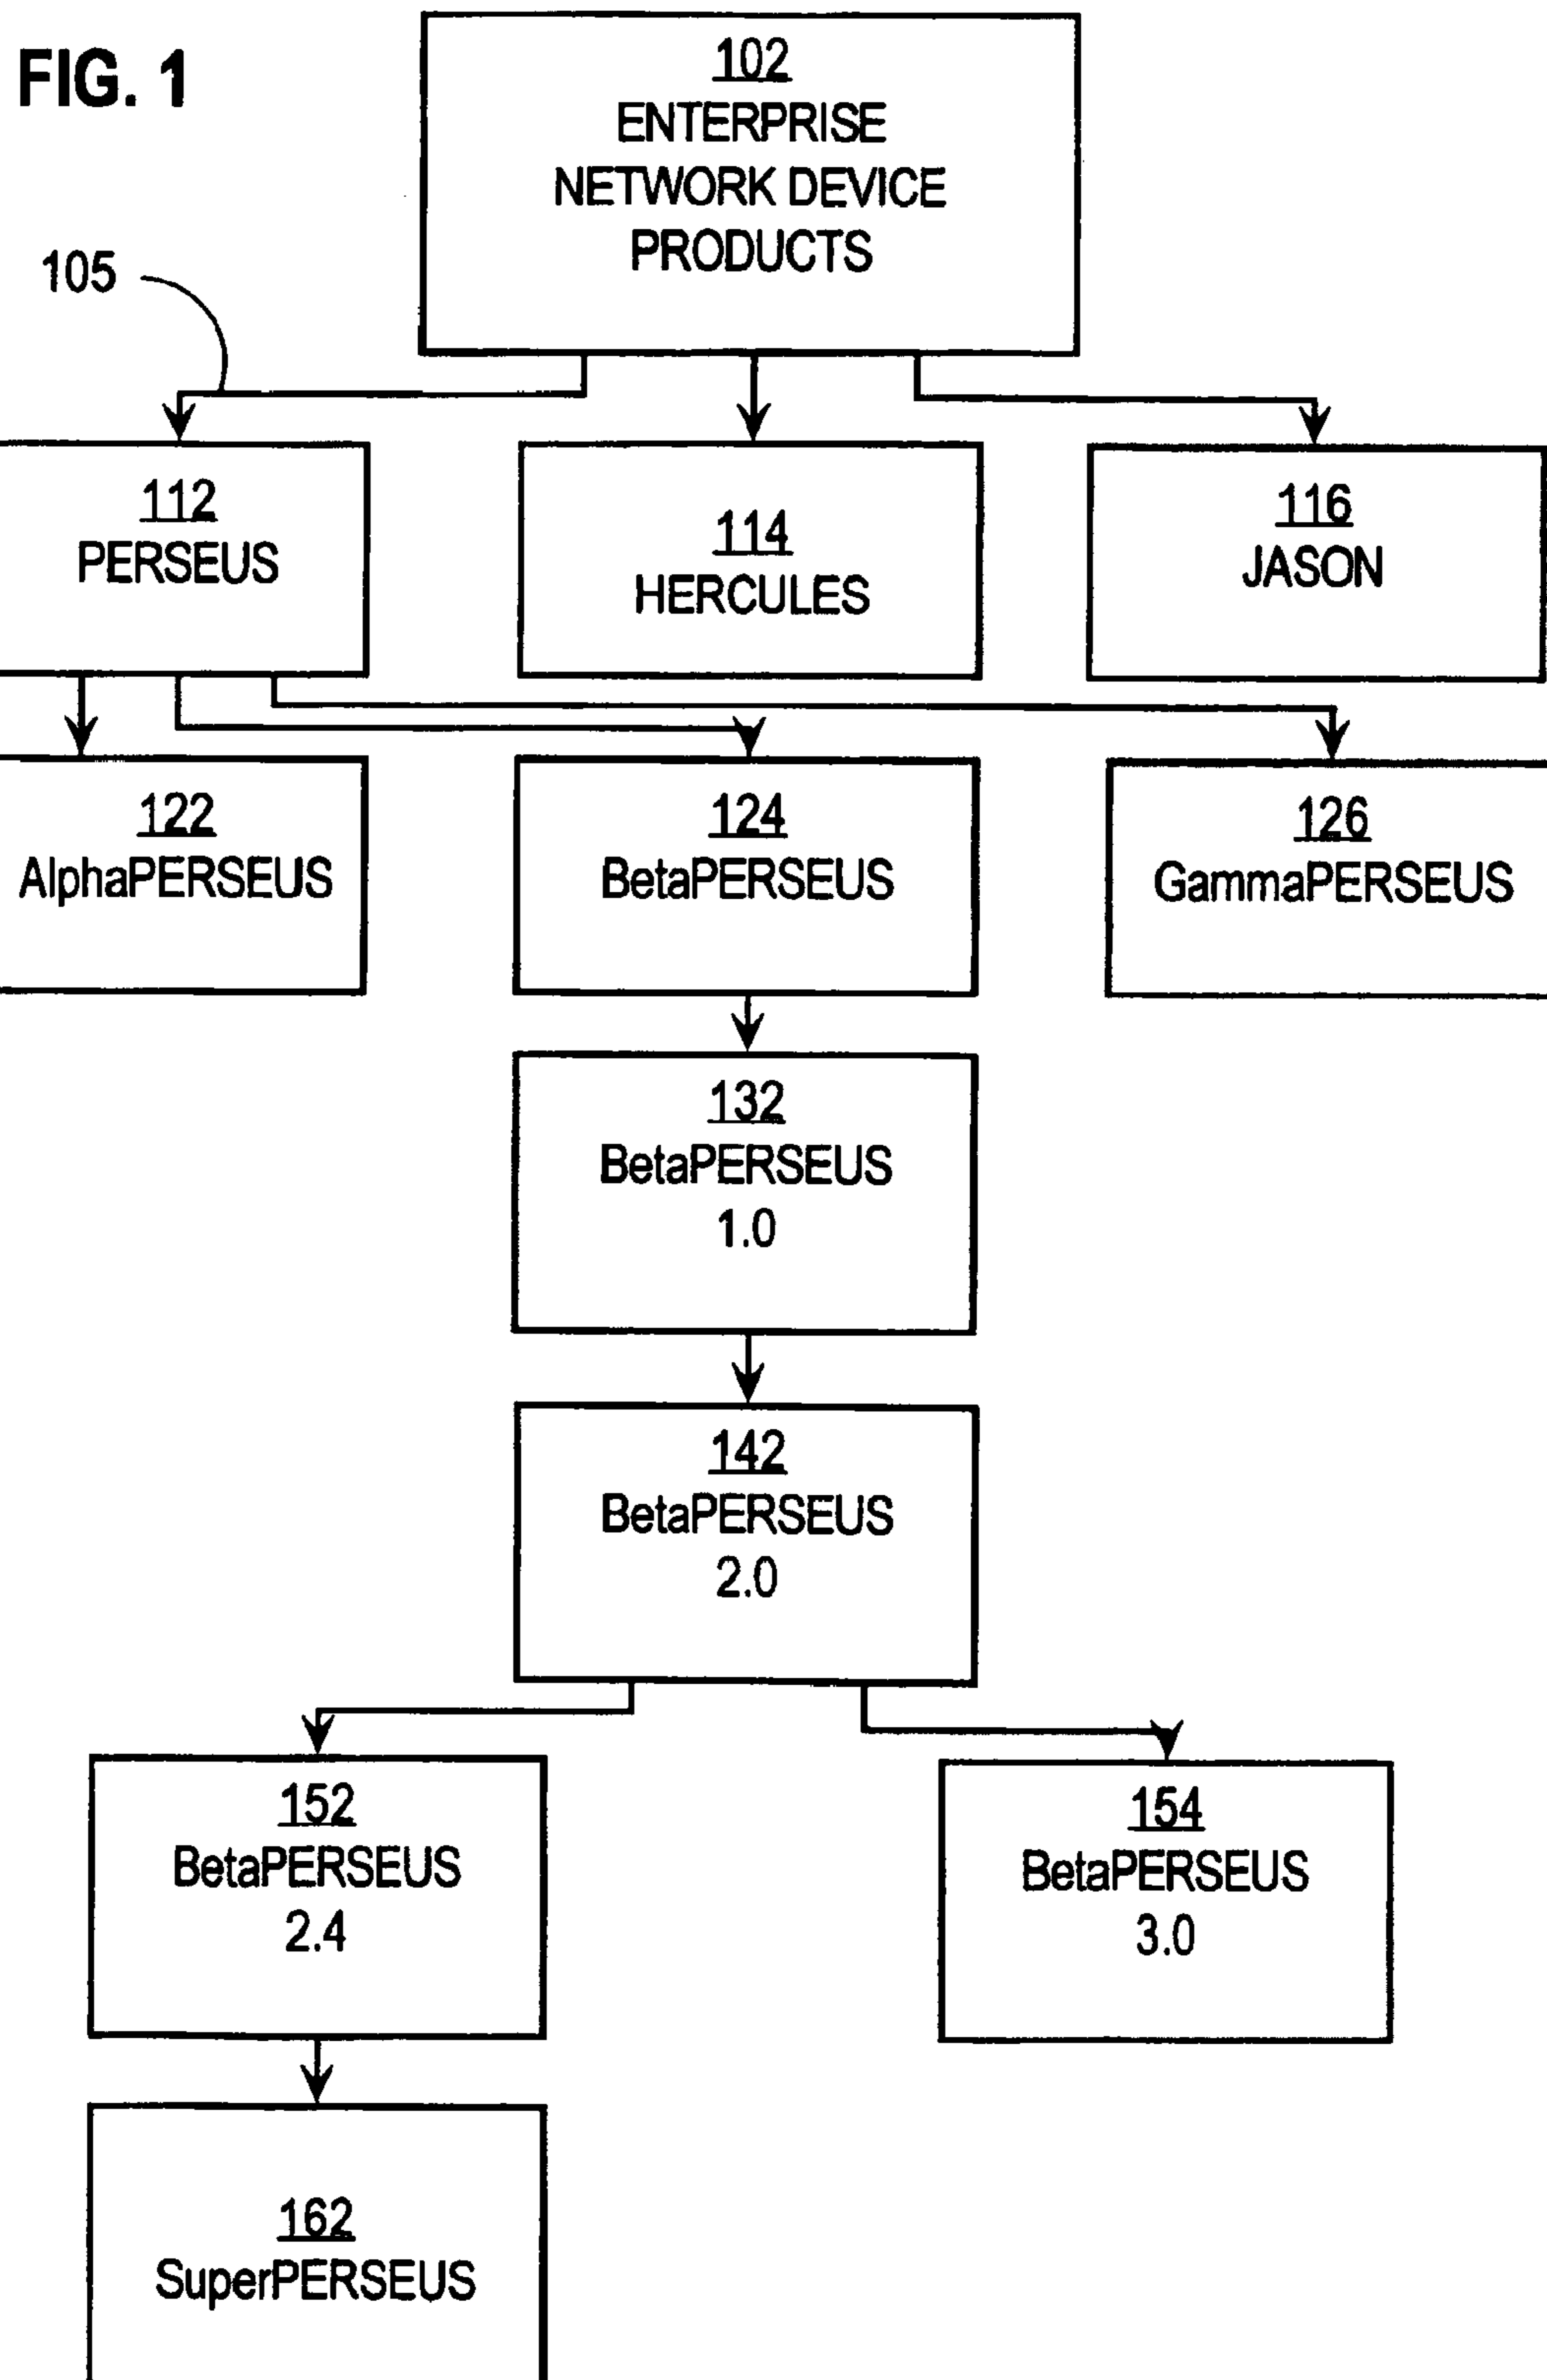 FIG. 1
102
ENTERPRISE
NETWORK DEVICE
PRODUCTS
105
112
PERSEUS
114
HERCULES
116
JASON
122
AlphaPERSEUS
124
BetaPERSEUS
126
GammaPERSEUS
132
BetaPERSEUS
1.0
142
BetaPERSEUS
2.0
152
BetaPERSEUS
2.4
154
BetaPERSEUS
3.0
162
SuperPERSEUS